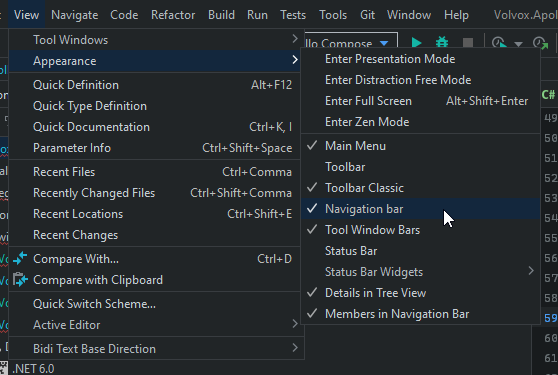 View Navigate Code Refactor Build Run Tests Tools Git Window Help Volvox.Apol
Tool Windows
Appearance
Quick Definition Alt+F12
Quick Type Definition
Quick Documentation Ctrl+K, I
Parameter Info Ctrl+Shift+Space
Recent Files Ctrl+Comma
Recently Changed Files Ctrl+Shift+Comma
Recent Locations Ctrl+Shift+E
Recent Changes
Compare With... Ctrl+D
Compare with Clipboard
Quick Switch Scheme...
Active Editor
Bidi Text Base Direction
.NET 6.0
llo Compose
Enter Presentation Mode
Enter Distraction Free Mode
Enter Full Screen Alt+Shift+Enter
Enter Zen Mode
Main Menu
Toolbar
Toolbar Classic
Navigation bar
Tool Window Bars
Status Bar
Status Bar Widgets
Details in Tree View
Members in Navigation Bar
C#
49
50
51
52
53
54
55
56
57
58
59
60
61